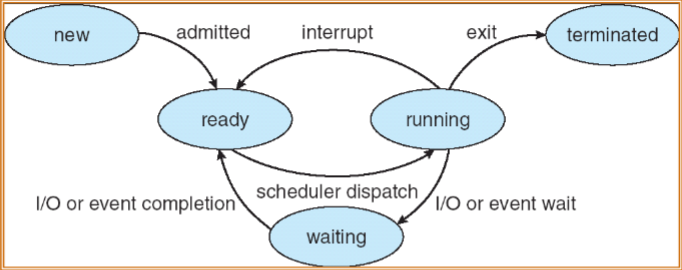 new
admitted
interrupt
exit
terminated
ready
running
scheduler dispatch
I/O or event completion
I/O or event wait
waiting